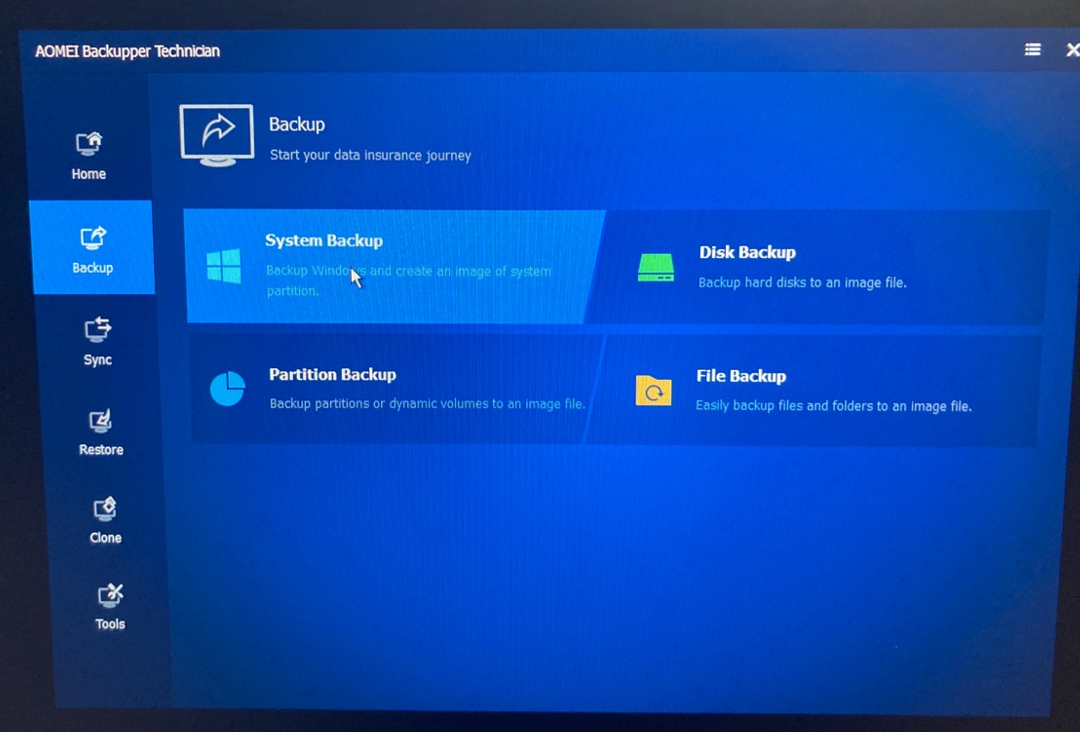 AOMEI Backupper Technician
Home
Backup
Sync
Restore
Clone
Tools
Backup
Start your data insurance journey
System Backup
Backup Windows and create an image of system
partition.
Disk Backup
Backup hard disks to an image file.
Partition Backup
Backup partitions or dynamic volumes to an image file.
File Backup
Easily backup files and folders to an image file.